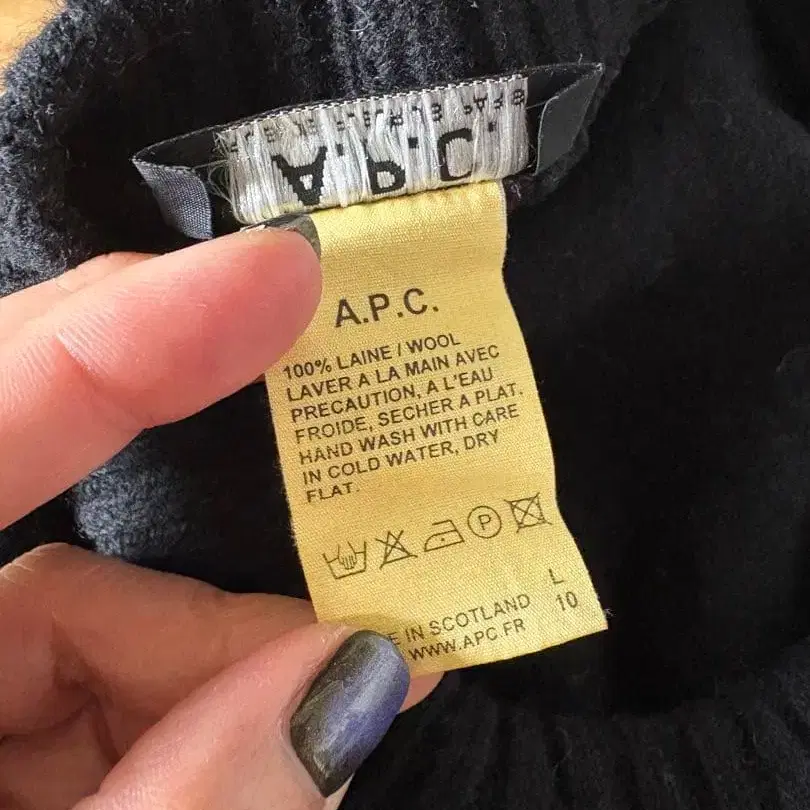 A.P.C.
A.P.C.
100% LAINE / WOOL
LAVER A LA MAIN AVEC
PRECAUTION, A L'EAU
FROIDE, SECHER A PLAT.
HAND WASH WITH CARE
IN COLD WATER, DRY
FLAT.
P
L
10
E IN SCOTLAND
WWW.APC.FR